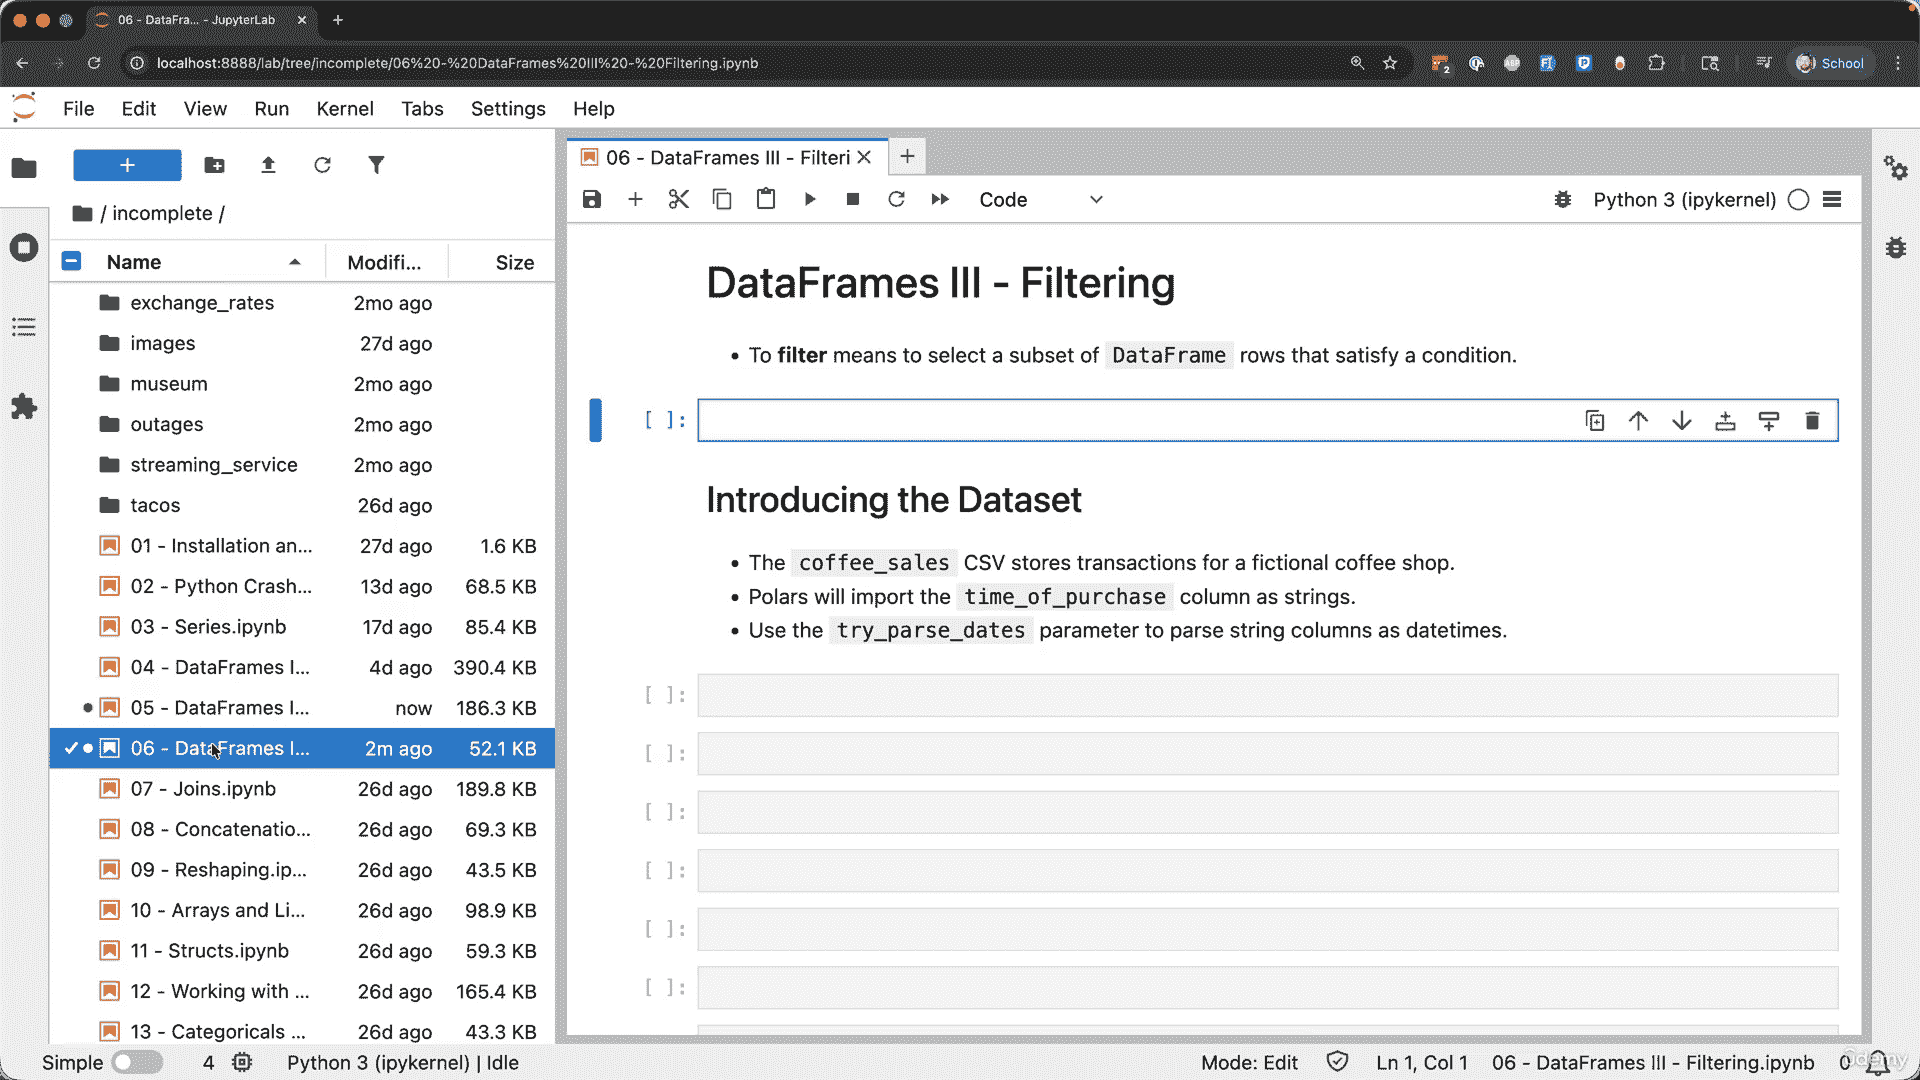 06 - DataFra... - JupyterLab
localhost:8888/lab/tree/incomplete/06%20-%20DataFrames%20III%20-%20Filtering.ipynb
2
ABP
School
File Edit View Run Kernel Tabs Settings Help
/ incomplete /
Name Modifi... Size
exchange_rates 2mo ago
images 27d ago
museum 2mo ago
outages 2mo ago
streaming_service 2mo ago
tacos 26d ago
01 - Installation an... 27d ago 1.6 KB
02 - Python Crash... 13d ago 68.5 KB
03 - Series.ipynb 17d ago 85.4 KB
04 - DataFrames I... 4d ago 390.4 KB
05 - DataFrames I... now 186.3 KB
06 - DataFrames I... 2m ago 52.1 KB
07 - Joins.ipynb 26d ago 189.8 KB
08 - Concatenatio... 26d ago 69.3 KB
09 - Reshaping.ip... 26d ago 43.5 KB
10 - Arrays and Li... 26d ago 98.9 KB
11 - Structs.ipynb 26d ago 59.3 KB
12 - Working with ... 26d ago 165.4 KB
13 - Categoricals ... 26d ago 43.3 KB
06 - DataFrames III - Filteri
Code
Python 3 (ipykernel)
DataFrames III - Filtering
• To filter means to select a subset of DataFrame rows that satisfy a condition.
[ ]:
Introducing the Dataset
• The coffee_sales CSV stores transactions for a fictional coffee shop.
• Polars will import the time_of_purchase column as strings.
• Use the try_parse_dates parameter to parse string columns as datetimes.
[ ]:
[ ]:
[ ]:
[ ]:
[ ]:
[ ]:
Simple 4 Python 3 (ipykernel) | Idle Mode: Edit Ln 1, Col 1 06 - DataFrames III - Filtering.ipynb 0
Udemy